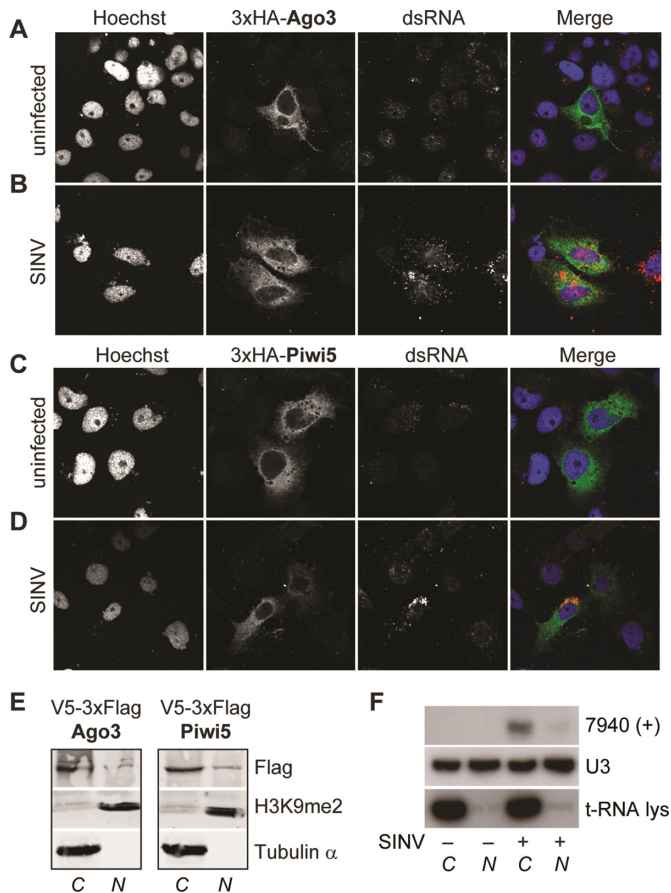 A Hoechst 3xHA-Ago3 dsRNA Merge
uninfected
B
SINV
C Hoechst 3xHA-Piwi5 dsRNA Merge
uninfected
D
SINV
E
V5-3xFlag V5-3xFlag
Ago3 Piwi5
Flag
H3K9me2
Tubulin α
C N C N
F
7940 (+)
U3
t-RNA lys
SINV – – + +
C N C N